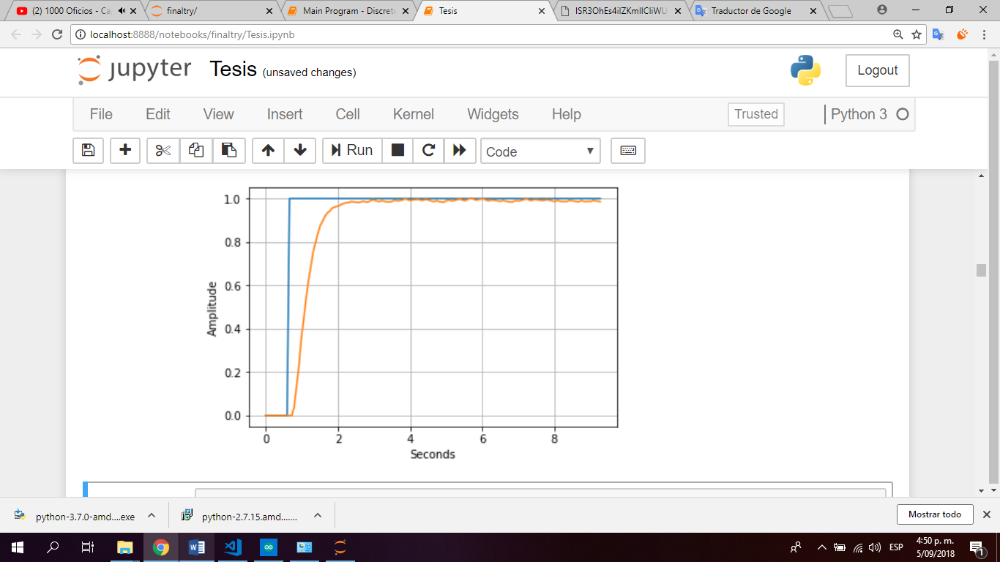 (2) 1000 Oficios - Ca
finaltry/
Main Program - Discrete
Tesis
ISR3OhEs4iIZKmIICIiWU
Traductor de Google
localhost:8888/notebooks/finaltry/Tesis.ipynb
jupyter Tesis (unsaved changes)
Logout
File Edit View Insert Cell Kernel Widgets Help
Trusted
Python 3
Run
Code
1.0
0.8
0.6
0.4
0.2
0.0
Amplitude
0 2 4 6 8
Seconds
python-3.7.0-amd....exe
python-2.7.15.amd.......
Mostrar todo
ESP
4:50 p. m.
5/09/2018
1